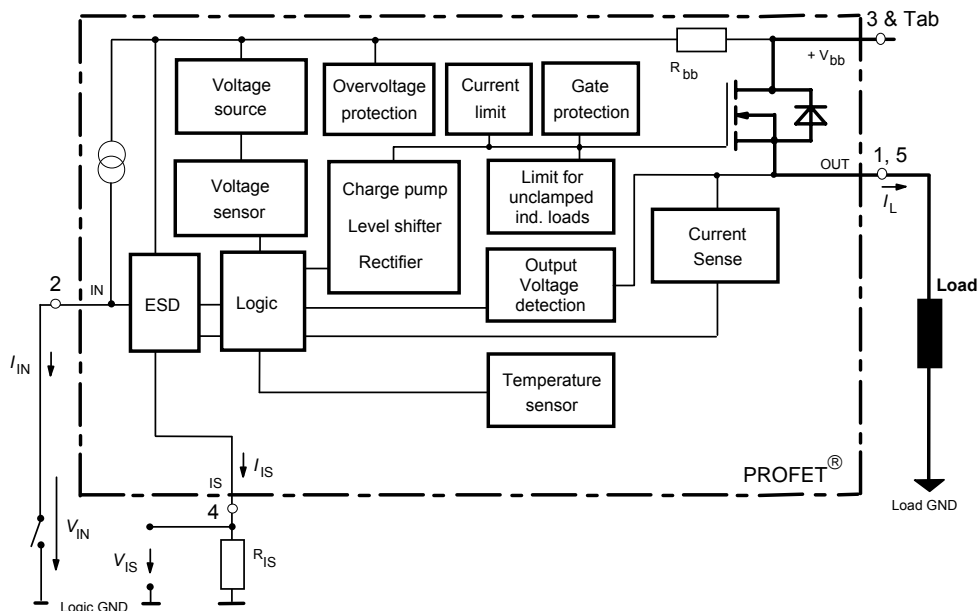 3 & Tab
R bb
+ V bb
Voltage
source
Overvoltage
protection
Current
limit
Gate
protection
Voltage
sensor
Charge pump
Level shifter
Rectifier
Limit for
unclamped
ind. loads
OUT
1, 5
I L
Current
Sense
2
IN
ESD
Logic
Output
Voltage
detection
Load
I IN
Temperature
sensor
I IS
IS
PROFET®
4
Load GND
V IN
V IS
R IS
Logic GND